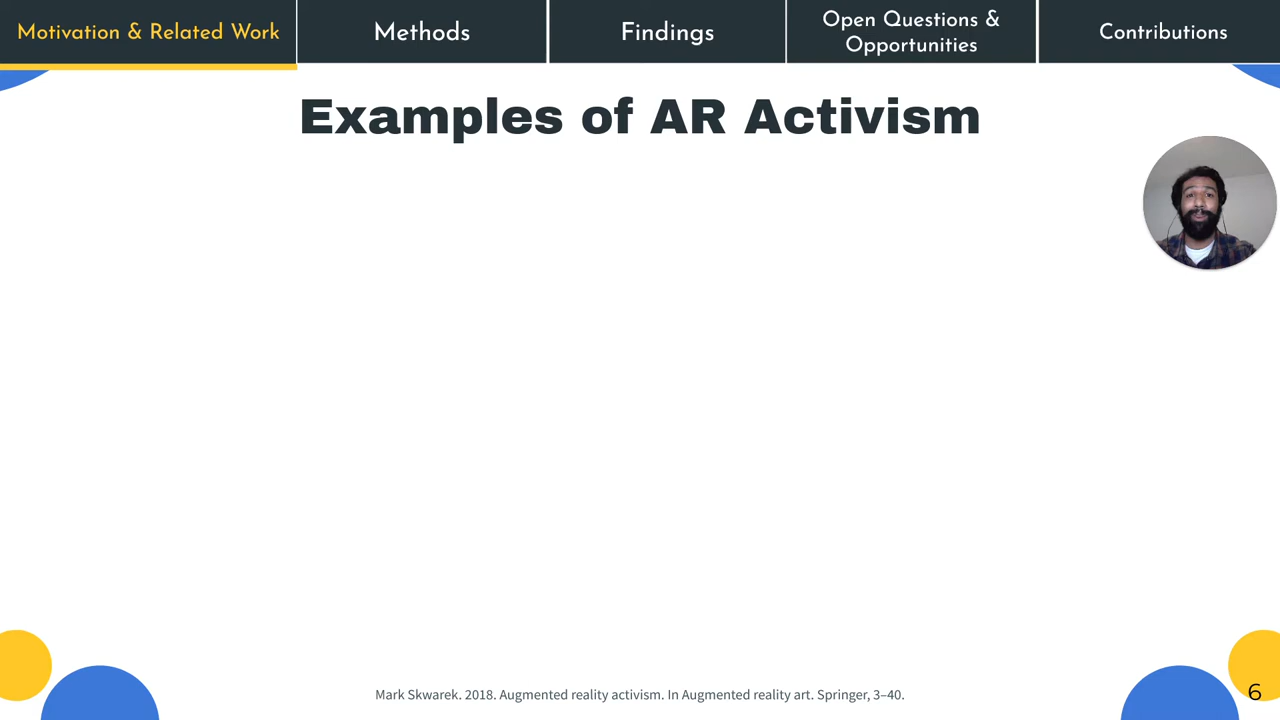 Motivation & Related Work
Methods
Findings
Open Questions &
Opportunities
Contributions
Examples of AR Activism
Mark Skwarek. 2018. Augmented reality activism. In Augmented reality art. Springer, 3–40.
6